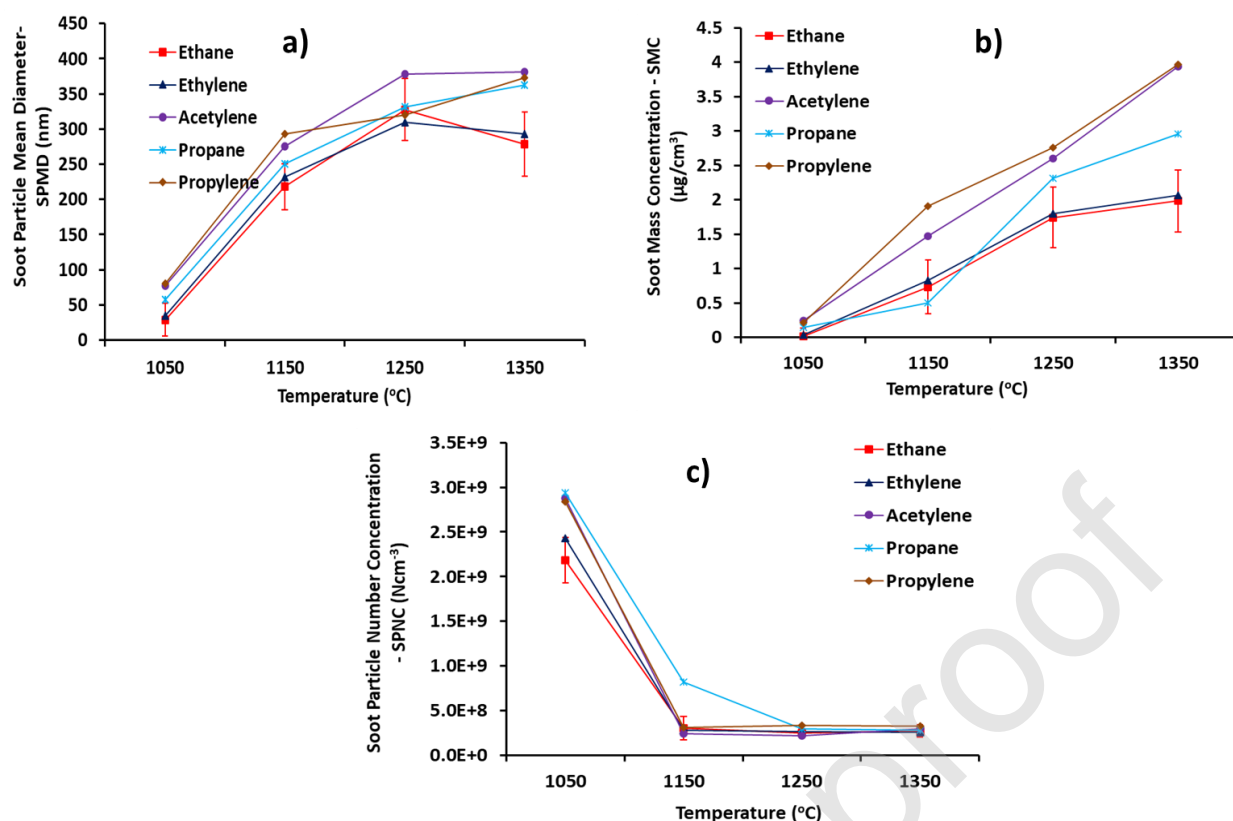 a)
Soot Particle Mean Diameter-
SPMD (nm)
450
400
350
300
250
200
150
100
50
0
Ethane
Ethylene
Acetylene
Propane
Propylene
1050 1150 1250 1350
Temperature (ºC)
b)
Soot Mass Concentration - SMC
(µg/cm³)
4.5
4
3.5
3
2.5
2
1.5
1
0.5
0
Ethane
Ethylene
Acetylene
Propane
Propylene
1050 1150 1250 1350
Temperature (ºC)
c)
Soot Particle Number Concentration
- SPNC (Ncm⁻³)
3.5E+9
3.0E+9
2.5E+9
2.0E+9
1.5E+9
1.0E+9
5.0E+8
0.0E+0
Ethane
Ethylene
Acetylene
Propane
Propylene
1050 1150 1250 1350
Temperature (ºC)
proof